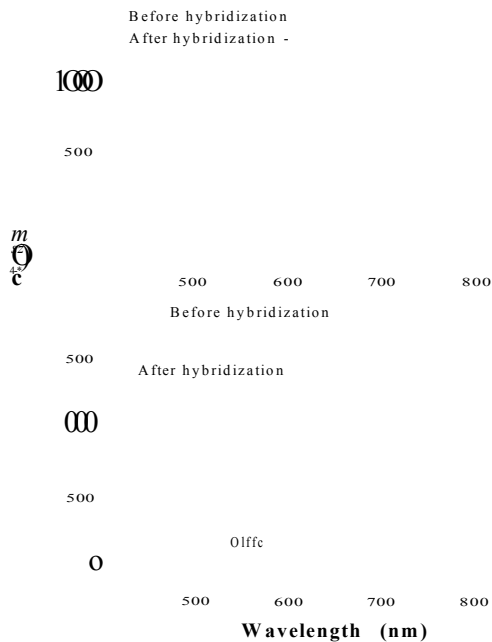 Before hybridization
After hybridization -
1000
500
m
c
500 600 700 800
Before hybridization
500
After hybridization
000
500
Olffc
o
500 600 700 800
Wavelength (nm)